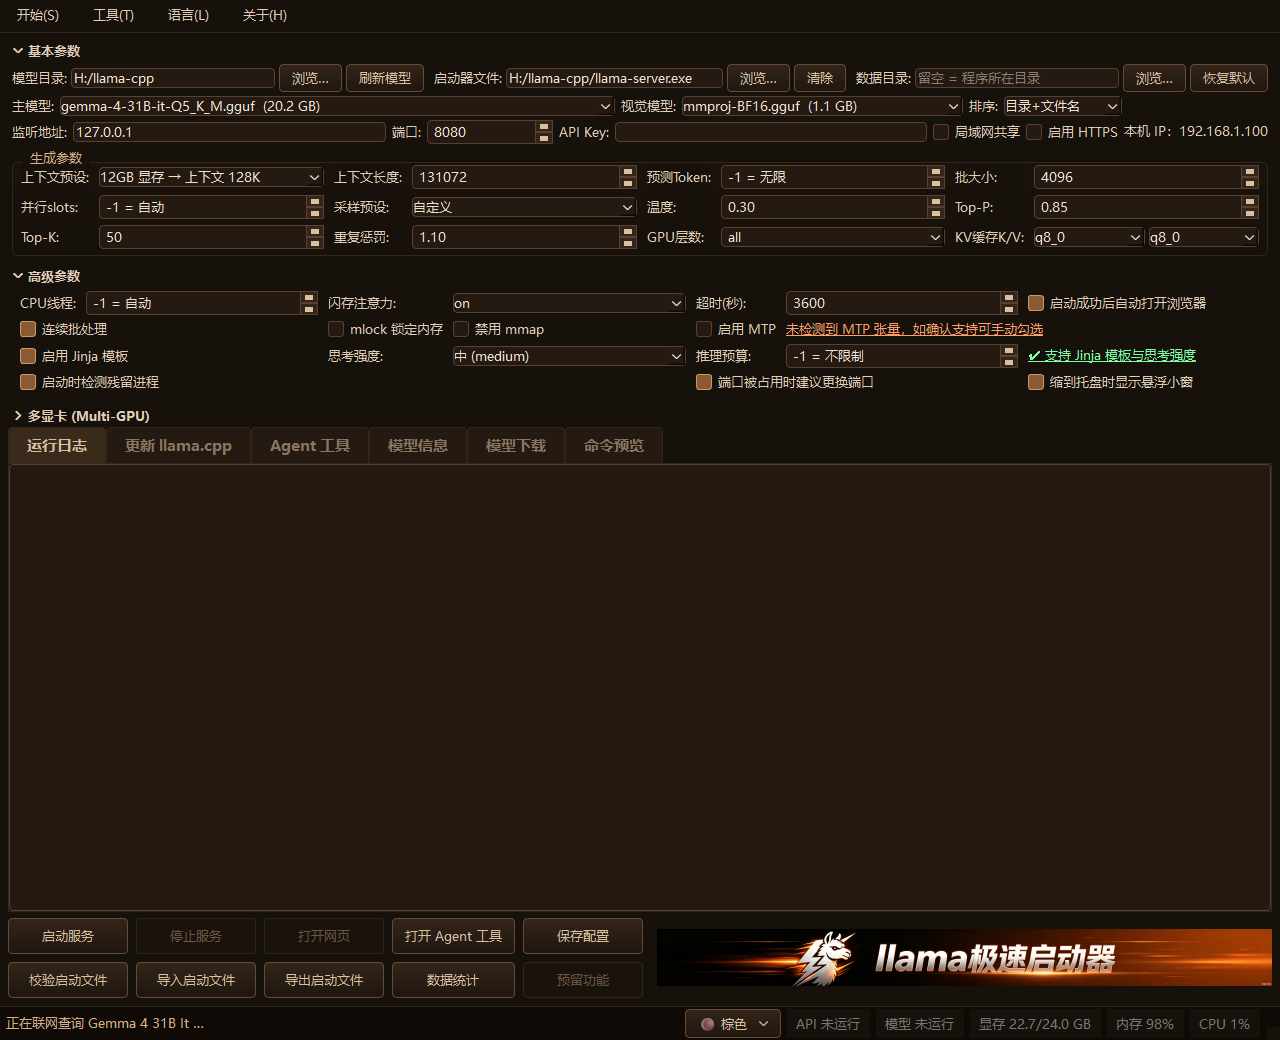 开始(S) 工具(T) 语言(L) 关于(H)
基本参数
模型目录: H:/llama-cpp 浏览... 刷新模型 启动器文件: H:/llama-cpp/llama-server.exe 浏览... 清除 数据目录: 留空 = 程序所在目录 浏览... 恢复默认
主模型: gemma-4-31B-it-Q5_K_M.gguf (20.2 GB) 视觉模型: mmproj-BF16.gguf (1.1 GB) 排序: 目录+文件名
监听地址: 127.0.0.1 端口: 8080 API Key: 局域网共享 启用 HTTPS 本机 IP: 192.168.1.100
生成参数
上下文预设: 12GB 显存 → 上下文 128K 上下文长度: 131072 预测Token: -1 = 无限 批大小: 4096
并行slots: -1 = 自动 采样预设: 自定义 温度: 0.30 Top-P: 0.85
Top-K: 50 重复惩罚: 1.10 GPU层数: all KV缓存K/V: q8_0 q8_0
高级参数
CPU线程: -1 = 自动 闪存注意力: on 超时(秒): 3600 启动成功后自动打开浏览器
连续批处理 mlock 锁定内存 禁用 mmap 启用 MTP 未检测到 MTP 张量，如确认支持可手动勾选
启用 Jinja 模板 思考强度: 中 (medium) 推理预算: -1 = 不限制 ✔ 支持 Jinja 模板与思考强度
启动时检测残留进程 端口被占用时建议更换端口 缩到托盘时显示悬浮小窗
多显卡 (Multi-GPU)
运行日志 更新 llama.cpp Agent 工具 模型信息 模型下载 命令预览
启动服务 停止服务 打开网页 打开 Agent 工具 保存配置
llama极速启动器
校验启动文件 导入启动文件 导出启动文件 数据统计 预留功能
正在联网查询 Gemma 4 31B It ... 棕色 API 未运行 模型 未运行 显存 22.7/24.0 GB 内存 98% CPU 1%